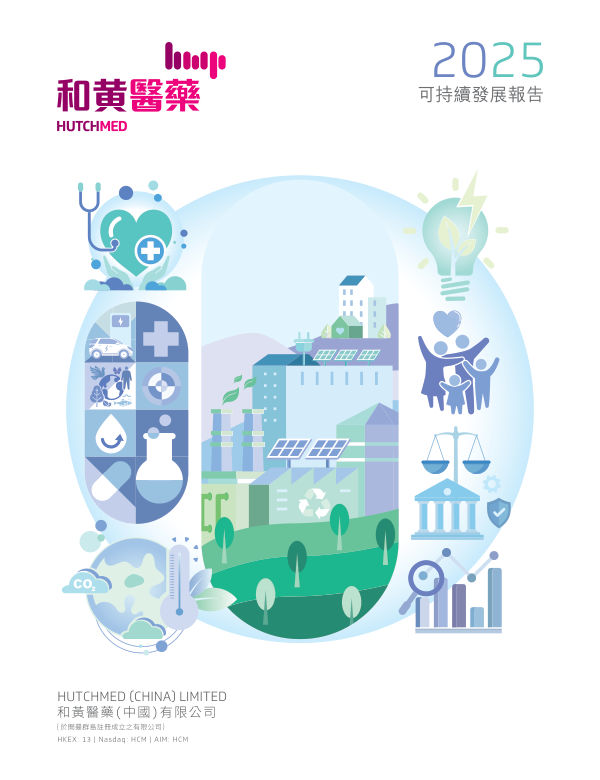 和黃醫藥
HUTCHMED
2025
可持續發展報告
CO2
HUTCHMED (CHINA) LIMITED
和黃醫藥(中國)有限公司
(於開曼群島註冊成立之有限公司)
HKEX: 13 | Nasdaq: HCM | AIM: HCM